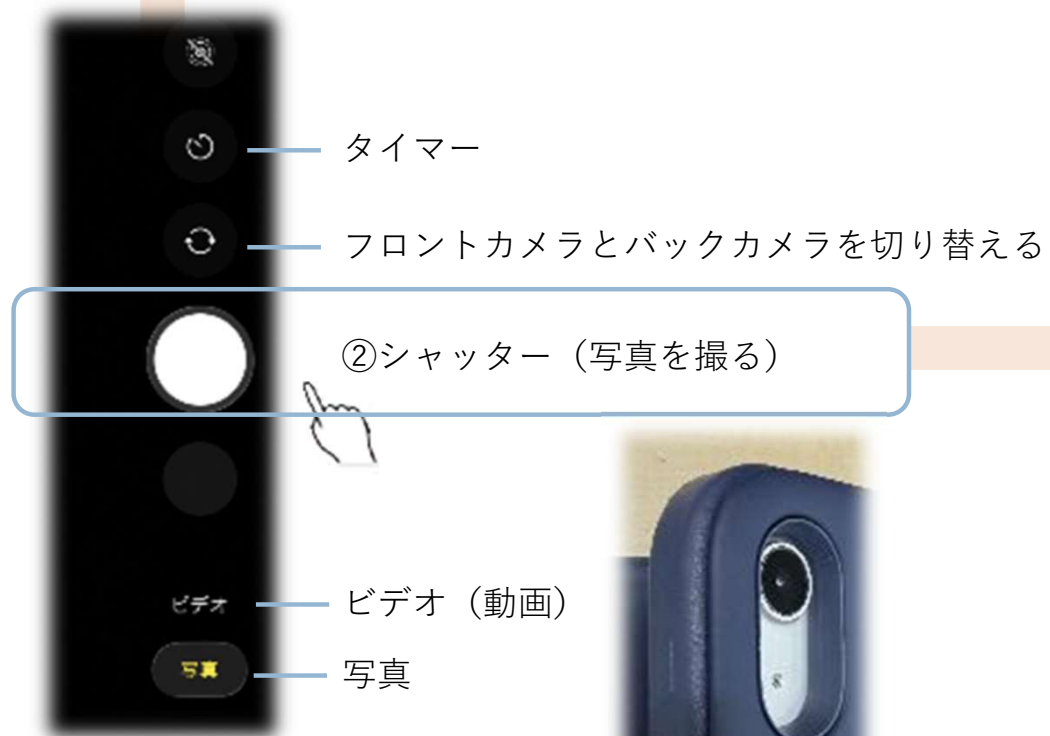 タイマー
フロントカメラとバックカメラを切り替える
②シャッター（写真を撮る）
ビデオ
ビデオ（動画）
写真
写真